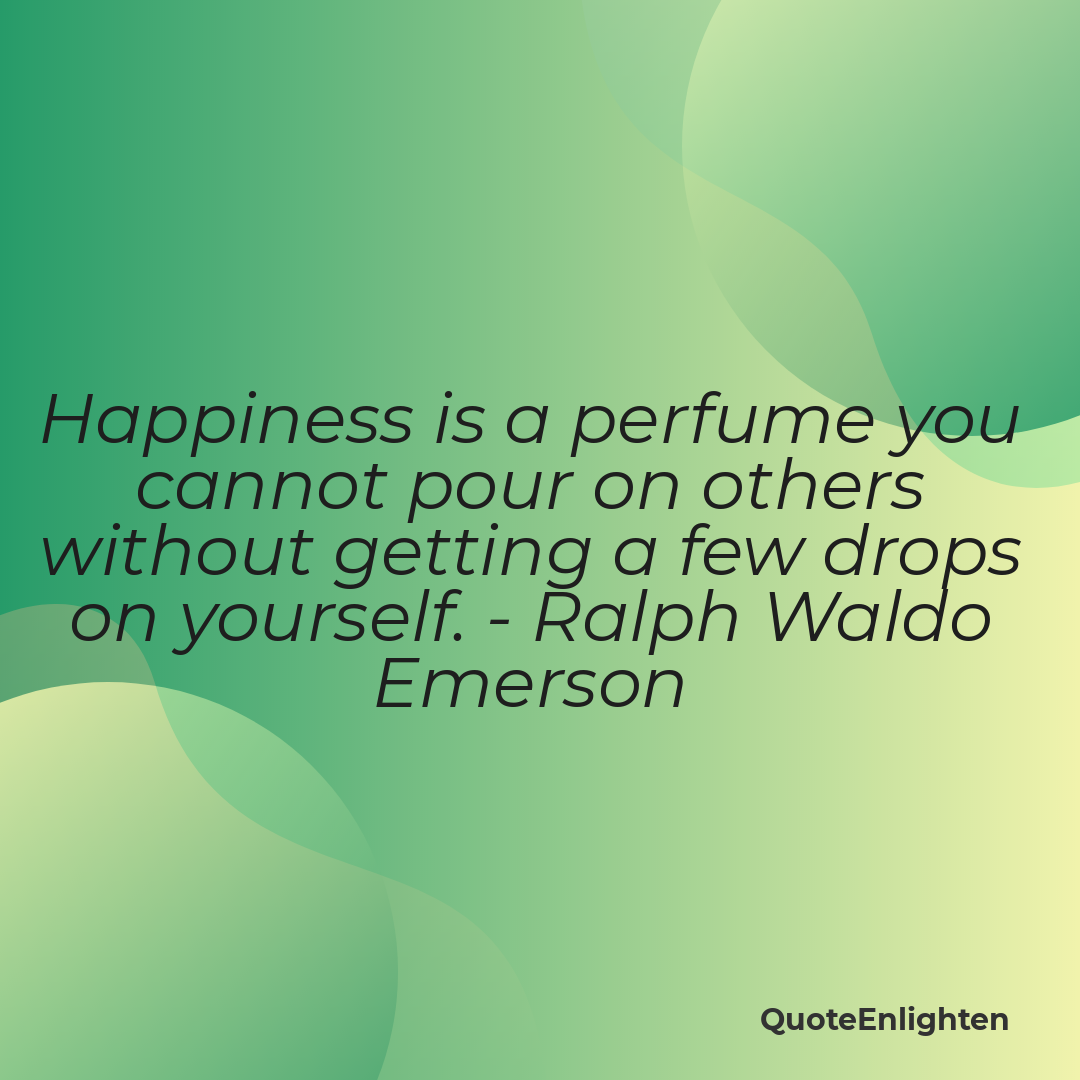 Happiness is a perfume you
cannot pour on others
without getting a few drops
on yourself. - Ralph Waldo
Emerson
QuoteEnlighten